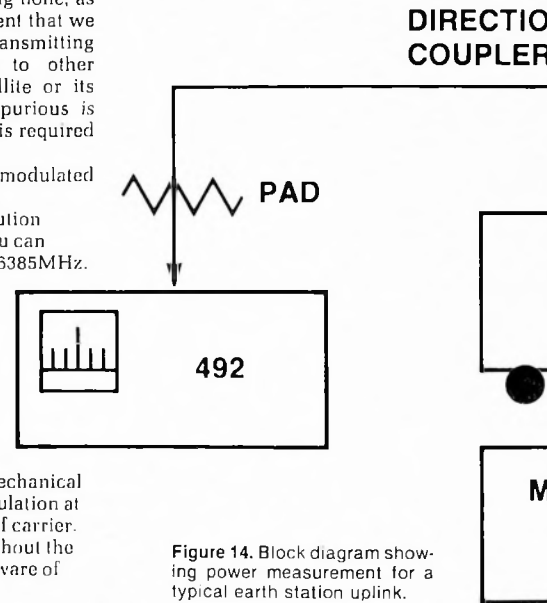 ent that we
ansmitting
to other
llite or its
purious is
is required
modulated
ution
u can
6385MHz.
echanical
ulation at
f carrier.
hout the
vare of
DIRECTIO
COUPLER
PAD
492
M
Figure 14. Block diagram show-
ing power measurement for a
typical earth station uplink.